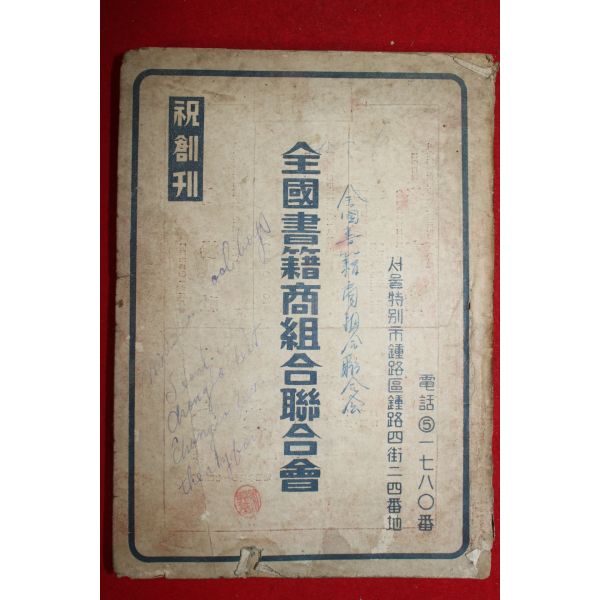 電話⑤一七八〇番
서울特別市鍾路區鍾路四街二四番地
全國書籍商組合聯合會
全國書籍商組合聯合會
祝創刊